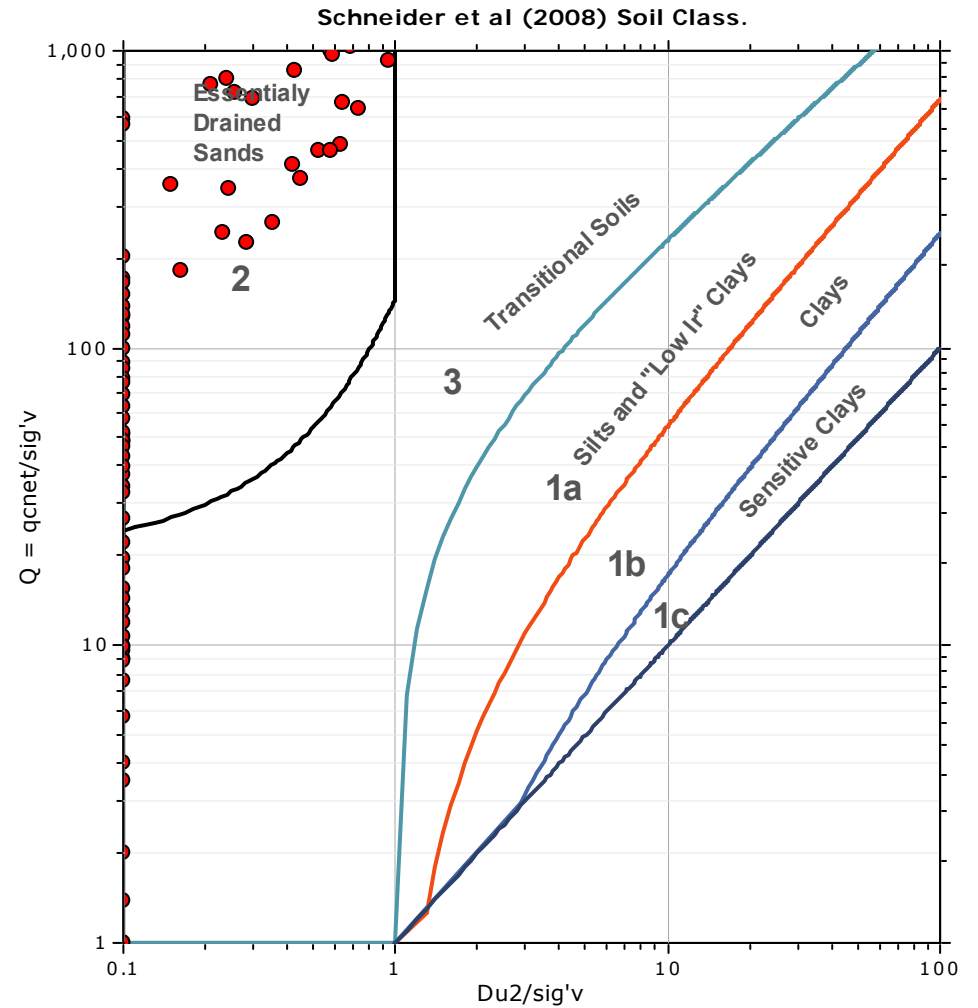 Schneider et al (2008) Soil Class.
1,000
Essentialy
Drained
Sands
2
Transitional Soils
3
Silts and "Low Ir" Clays
1a
Clays
1b
Sensitive Clays
1c
100
10
1
Q = qcnet/sig'v
0.1
1
10
100
Du2/sig'v